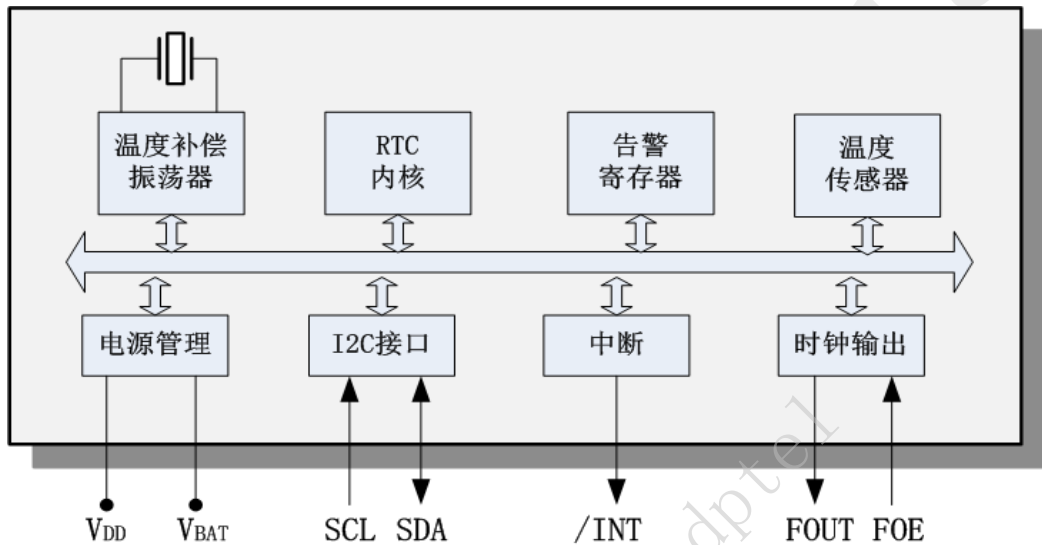 温度补偿
振荡器
RTC
内核
告警
寄存器
温度
传感器
电源管理
I2C接口
中断
时钟输出
VDD
VBAT
SCL
SDA
/INT
FOUT
FOE
dptel